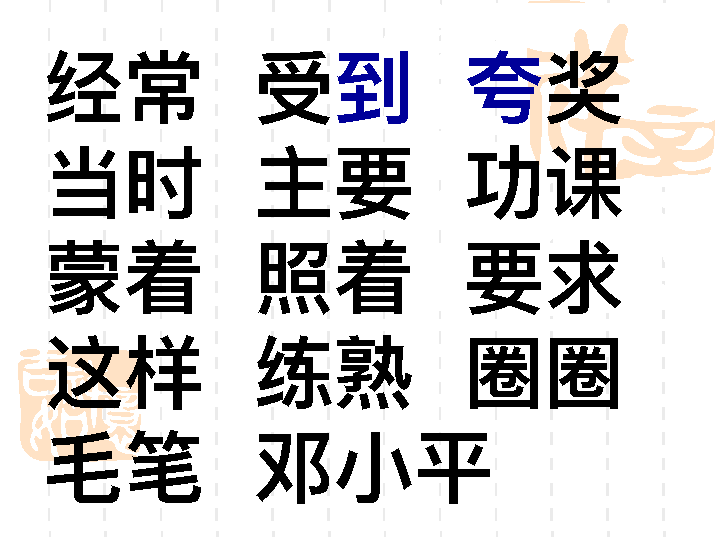 经常 受到 夸奖
当时 主要 功课
蒙着 照着 要求
这样 练熟 圈圈
毛笔 邓小平